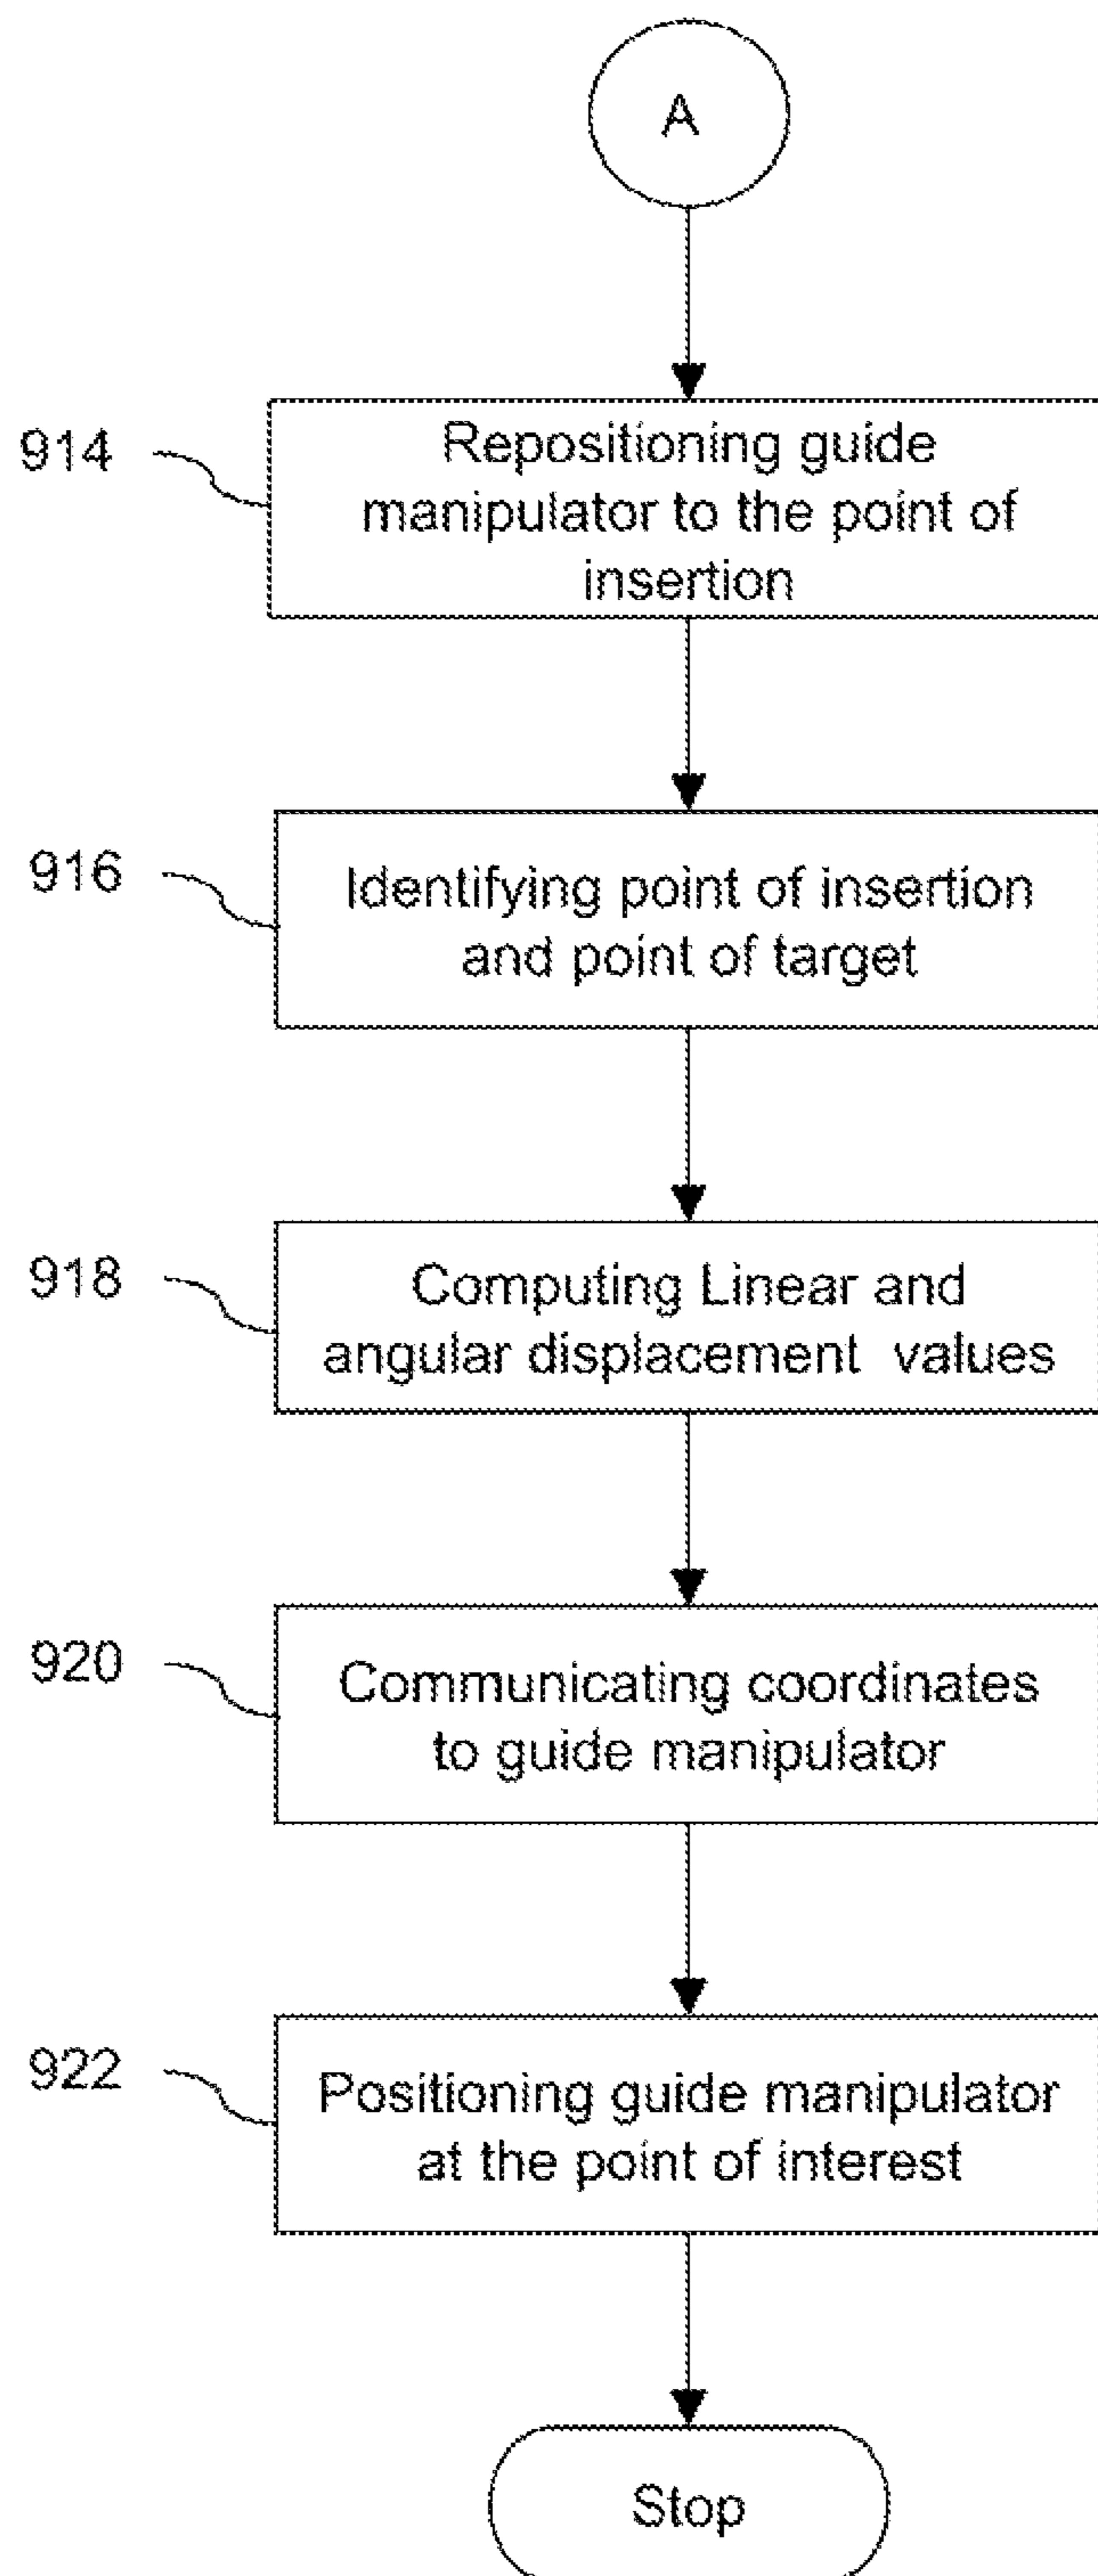 A
914
Repositioning guide
manipulator to the point of
insertion
916
Identifying point of insertion
and point of target
918
Computing Linear and
angular displacement values
920
Communicating coordinates
to guide manipulator
922
Positioning guide manipulator
at the point of interest
Stop